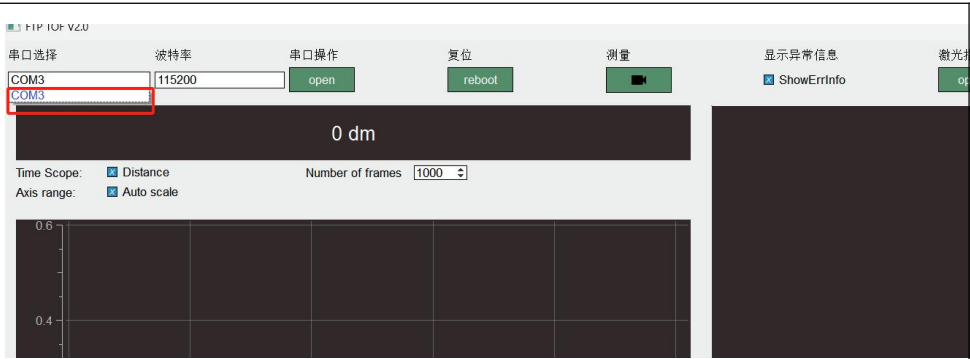 FTP TOF V2.0
串口选择 波特率 串口操作 复位 测量 显示异常信息
COM3 115200 open reboot ShowErrInfo
COM3
0 dm
Time Scope: Distance Number of frames 1000
Axis range: Auto scale
0.6
0.4